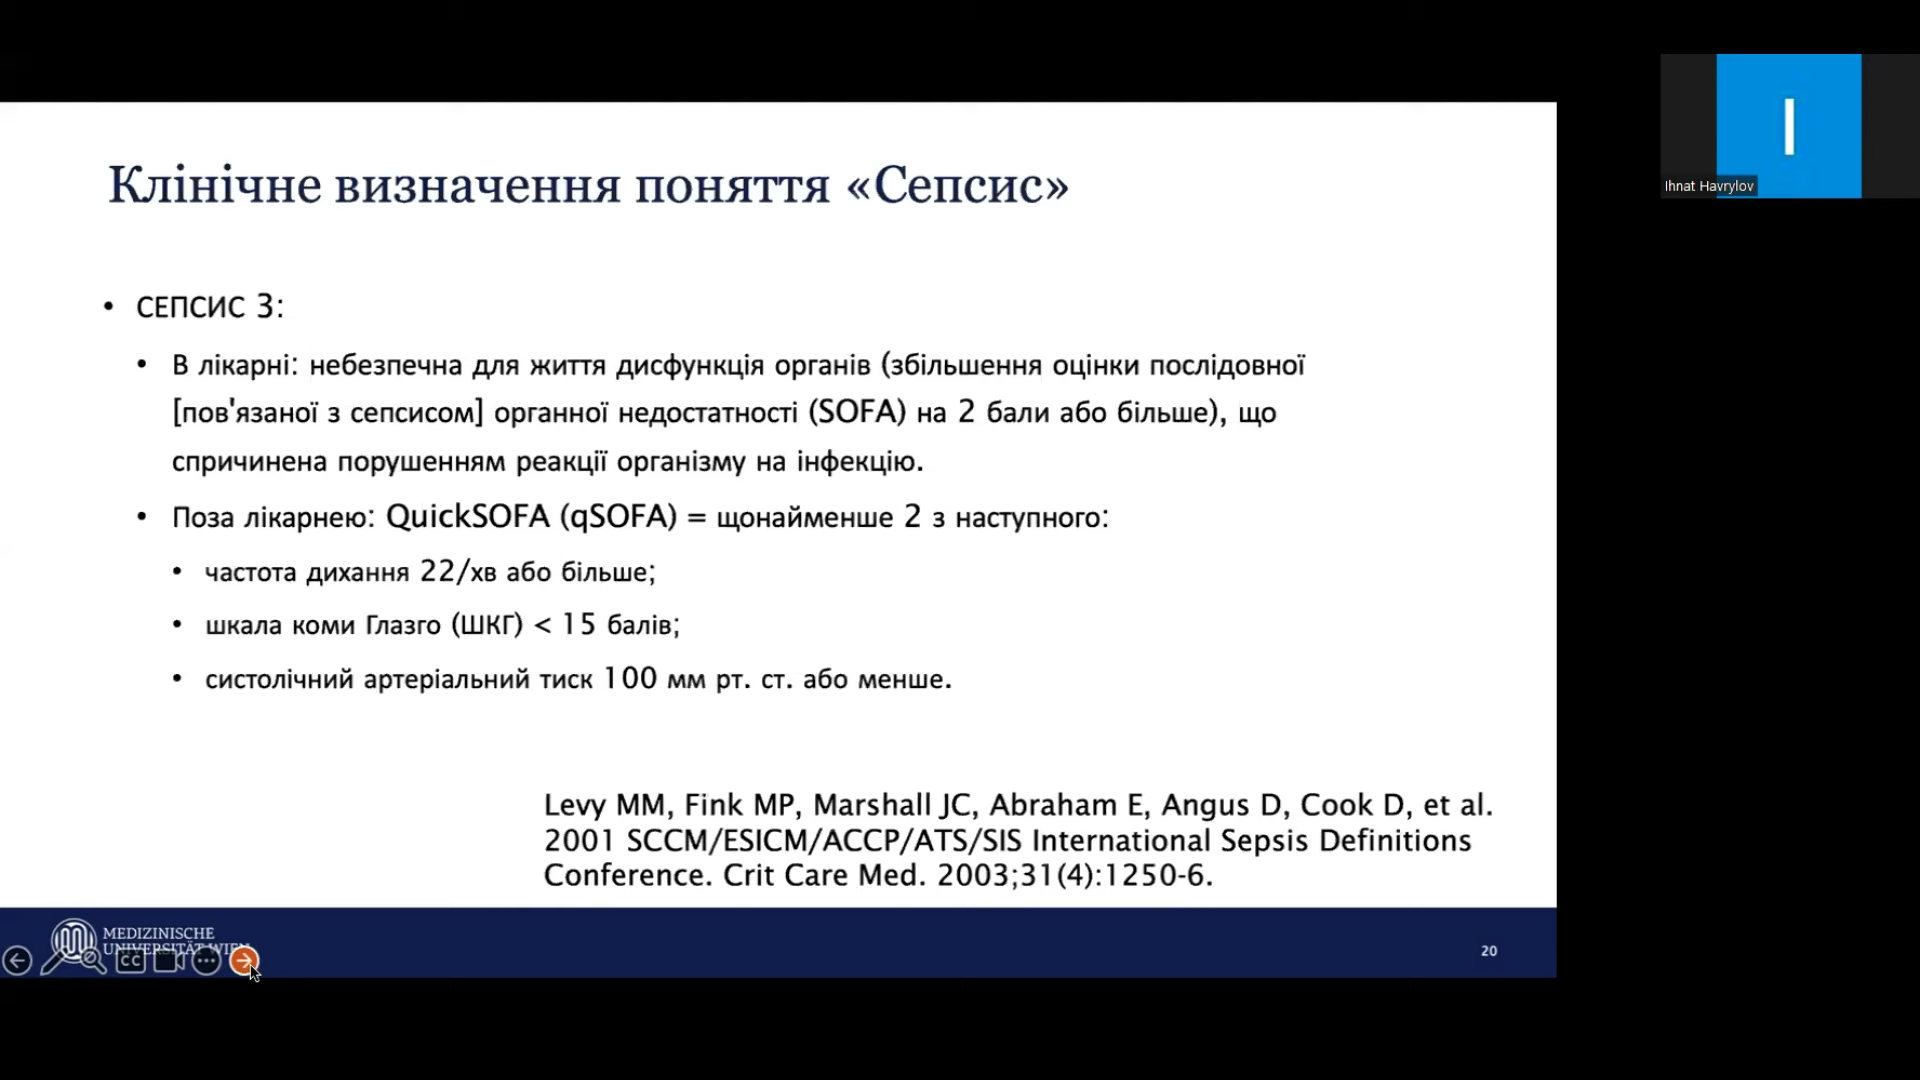 Клінічне визначення поняття «Сепсис»
• СЕПСИС 3:
• В лікарні: небезпечна для життя дисфункція органів (збільшення оцінки послідовної
[пов'язаної з сепсисом] органної недостатності (SOFA) на 2 бали або більше), що
спричинена порушенням реакції організму на інфекцію.
• Поза лікарнею: QuickSOFA (qSOFA) = щонайменше 2 з наступного:
• частота дихання 22/хв або більше;
• шкала коми Глазго (ШКГ) < 15 балів;
• систолічний артеріальний тиск 100 мм рт. ст. або менше.
Levy MM, Fink MP, Marshall JC, Abraham E, Angus D, Cook D, et al.
2001 SCCM/ESICM/ACCP/ATS/SIS International Sepsis Definitions
Conference. Crit Care Med. 2003;31(4):1250-6.
MEDIZINISCHE
UNIVERSITÄT WIEN
CC
20
I
Ihnat Havrylov